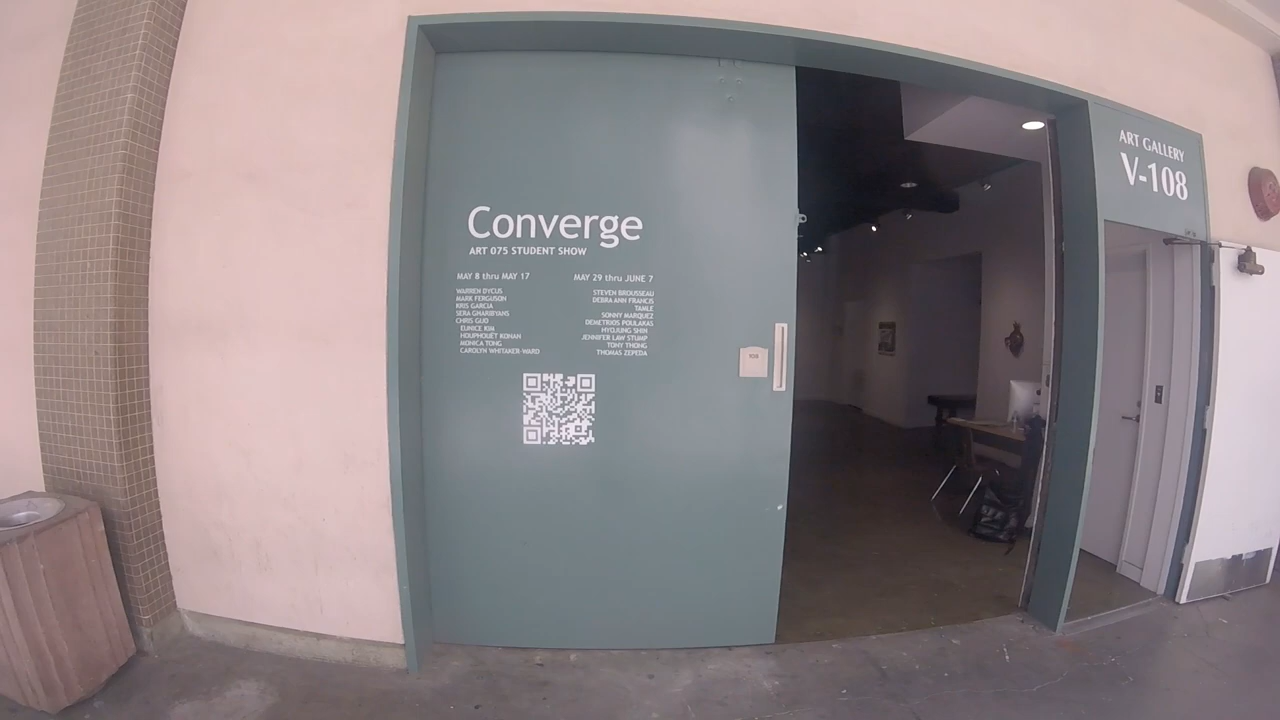 Converge
ART 075 STUDENT SHOW
MAY 8 thru MAY 17
WARREN DYCUS
MARK FERGUSON
KRIS GARCIA
SERA GHARIBYANS
CHRIS GUO
EUNICE KIM
HOUPHOUËT KONAN
MONICA TONG
CAROLYN WHITAKER-WARD
MAY 29 thru JUNE 7
STEVEN BROUSSEAU
DEBRA ANN FRANCIS
TAMLE
SONNY MARQUEZ
DEMETRIOS POULAKAS
HYOJUNG SHIN
JENNIFER LAW STUMP
TONY THONG
THOMAS ZEPEDA
108
ART GALLERY
V-108